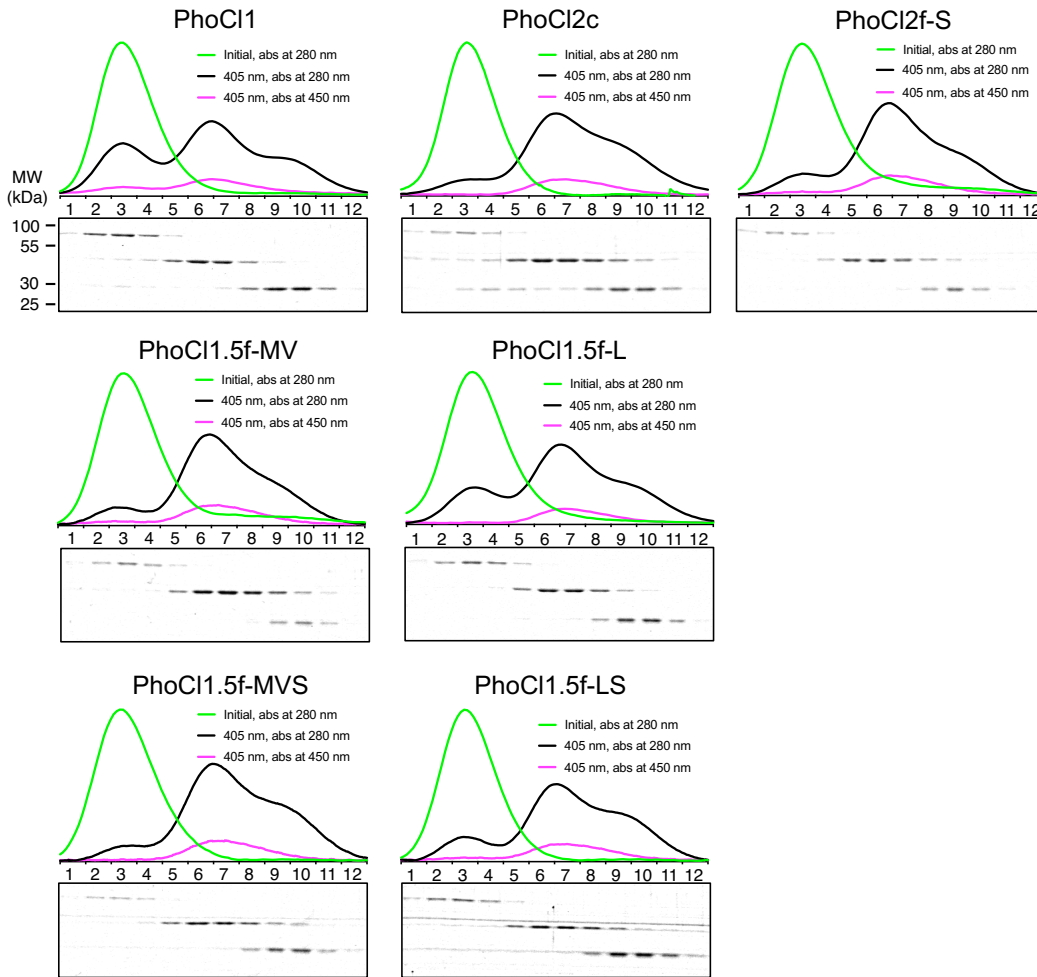 PhoCl1
Initial, abs at 280 nm
405 nm, abs at 280 nm
405 nm, abs at 450 nm
PhoCl2c
Initial, abs at 280 nm
405 nm, abs at 280 nm
405 nm, abs at 450 nm
PhoCl2f-S
Initial, abs at 280 nm
405 nm, abs at 280 nm
405 nm, abs at 450 nm
MW
(kDa)
1 2 3 4 5 6 7 8 9 10 11 12
1 2 3 4 5 6 7 8 9 10 11 12
1 2 3 4 5 6 7 8 9 10 11 12
100
55
30
25
PhoCl1.5f-MV
Initial, abs at 280 nm
405 nm, abs at 280 nm
405 nm, abs at 450 nm
1 2 3 4 5 6 7 8 9 10 11 12
PhoCl1.5f-L
Initial, abs at 280 nm
405 nm, abs at 280 nm
405 nm, abs at 450 nm
1 2 3 4 5 6 7 8 9 10 11 12
PhoCl1.5f-MVS
Initial, abs at 280 nm
405 nm, abs at 280 nm
405 nm, abs at 450 nm
1 2 3 4 5 6 7 8 9 10 11 12
PhoCl1.5f-LS
Initial, abs at 280 nm
405 nm, abs at 280 nm
405 nm, abs at 450 nm
1 2 3 4 5 6 7 8 9 10 11 12